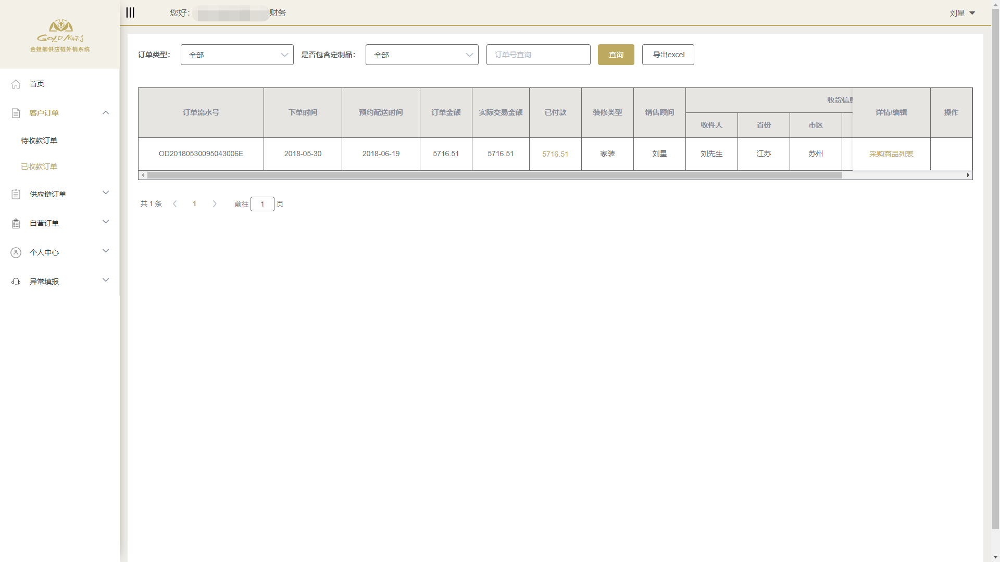 GOLD MANTIS
金螳螂供应链外销系统
您好：
财务
刘星
首页
客户订单
待收款订单
已收款订单
供应链订单
自营订单
个人中心
异常填报
订单类型： 全部 是否包含定制品： 全部 订单号查询 查询 导出excel
订单流水号 下单时间 预约配送时间 订单金额 实际交易金额 已付款 装修类型 销售顾问 收货信息 详情/编辑 操作
收件人 省份 市区
OD20180530095043006E 2018-05-30 2018-06-19 5716.51 5716.51 5716.51 家装 刘星 刘先生 江苏 苏州 采购商品列表
共 1 条 1 前往 1 页